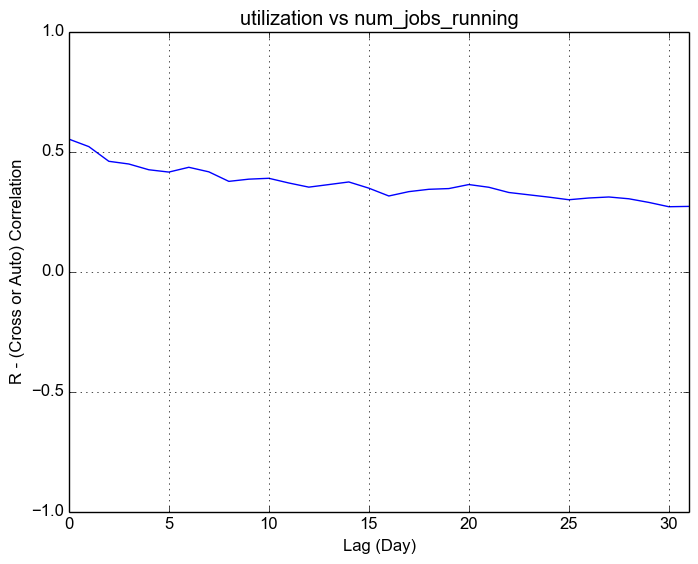 utilization vs num_jobs_running
1.0
0.5
0.0
−0.5
−1.0
R - (Cross or Auto) Correlation
0 5 10 15 20 25 30
Lag (Day)